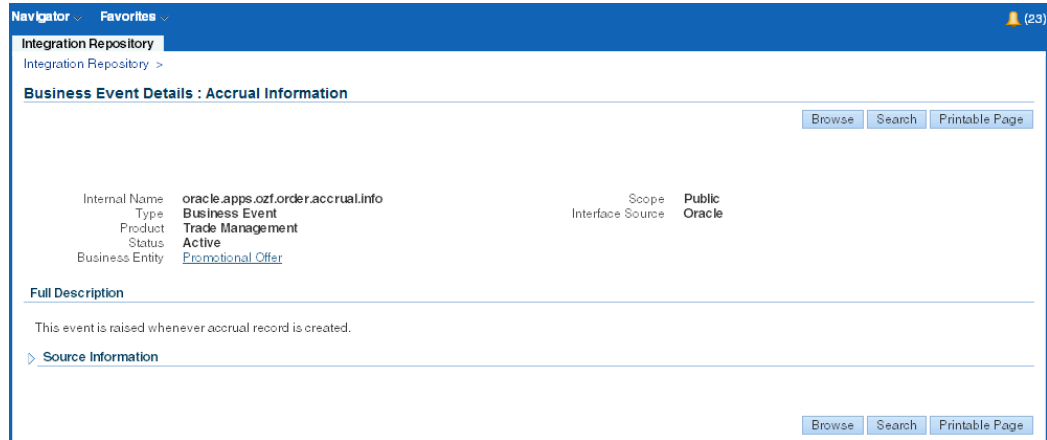 Navigator Favorites (23)
Integration Repository
Integration Repository >
Business Event Details : Accrual Information
Browse Search Printable Page
Internal Name oracle.apps.ozf.order.accrual.info Scope Public
Type Business Event Interface Source Oracle
Product Trade Management
Status Active
Business Entity Promotional Offer
Full Description
This event is raised whenever accrual record is created.
Source Information
Browse Search Printable Page